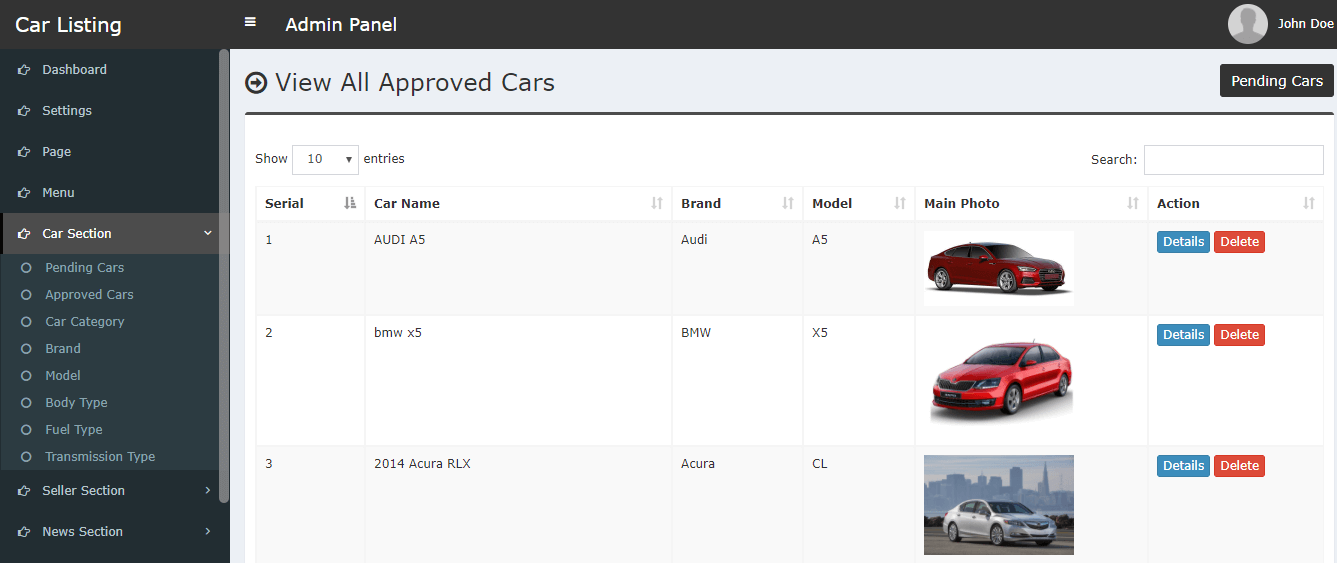 Car Listing
Admin Panel
John Doe
Dashboard
Settings
Page
Menu
Car Section
Pending Cars
Approved Cars
Car Category
Brand
Model
Body Type
Fuel Type
Transmission Type
Seller Section
News Section
View All Approved Cars
Pending Cars
Show 10 entries
Search:
Serial Car Name Brand Model Main Photo Action
1 AUDI A5 Audi A5 Details Delete
2 bmw x5 BMW X5 Details Delete
3 2014 Acura RLX Acura CL Details Delete